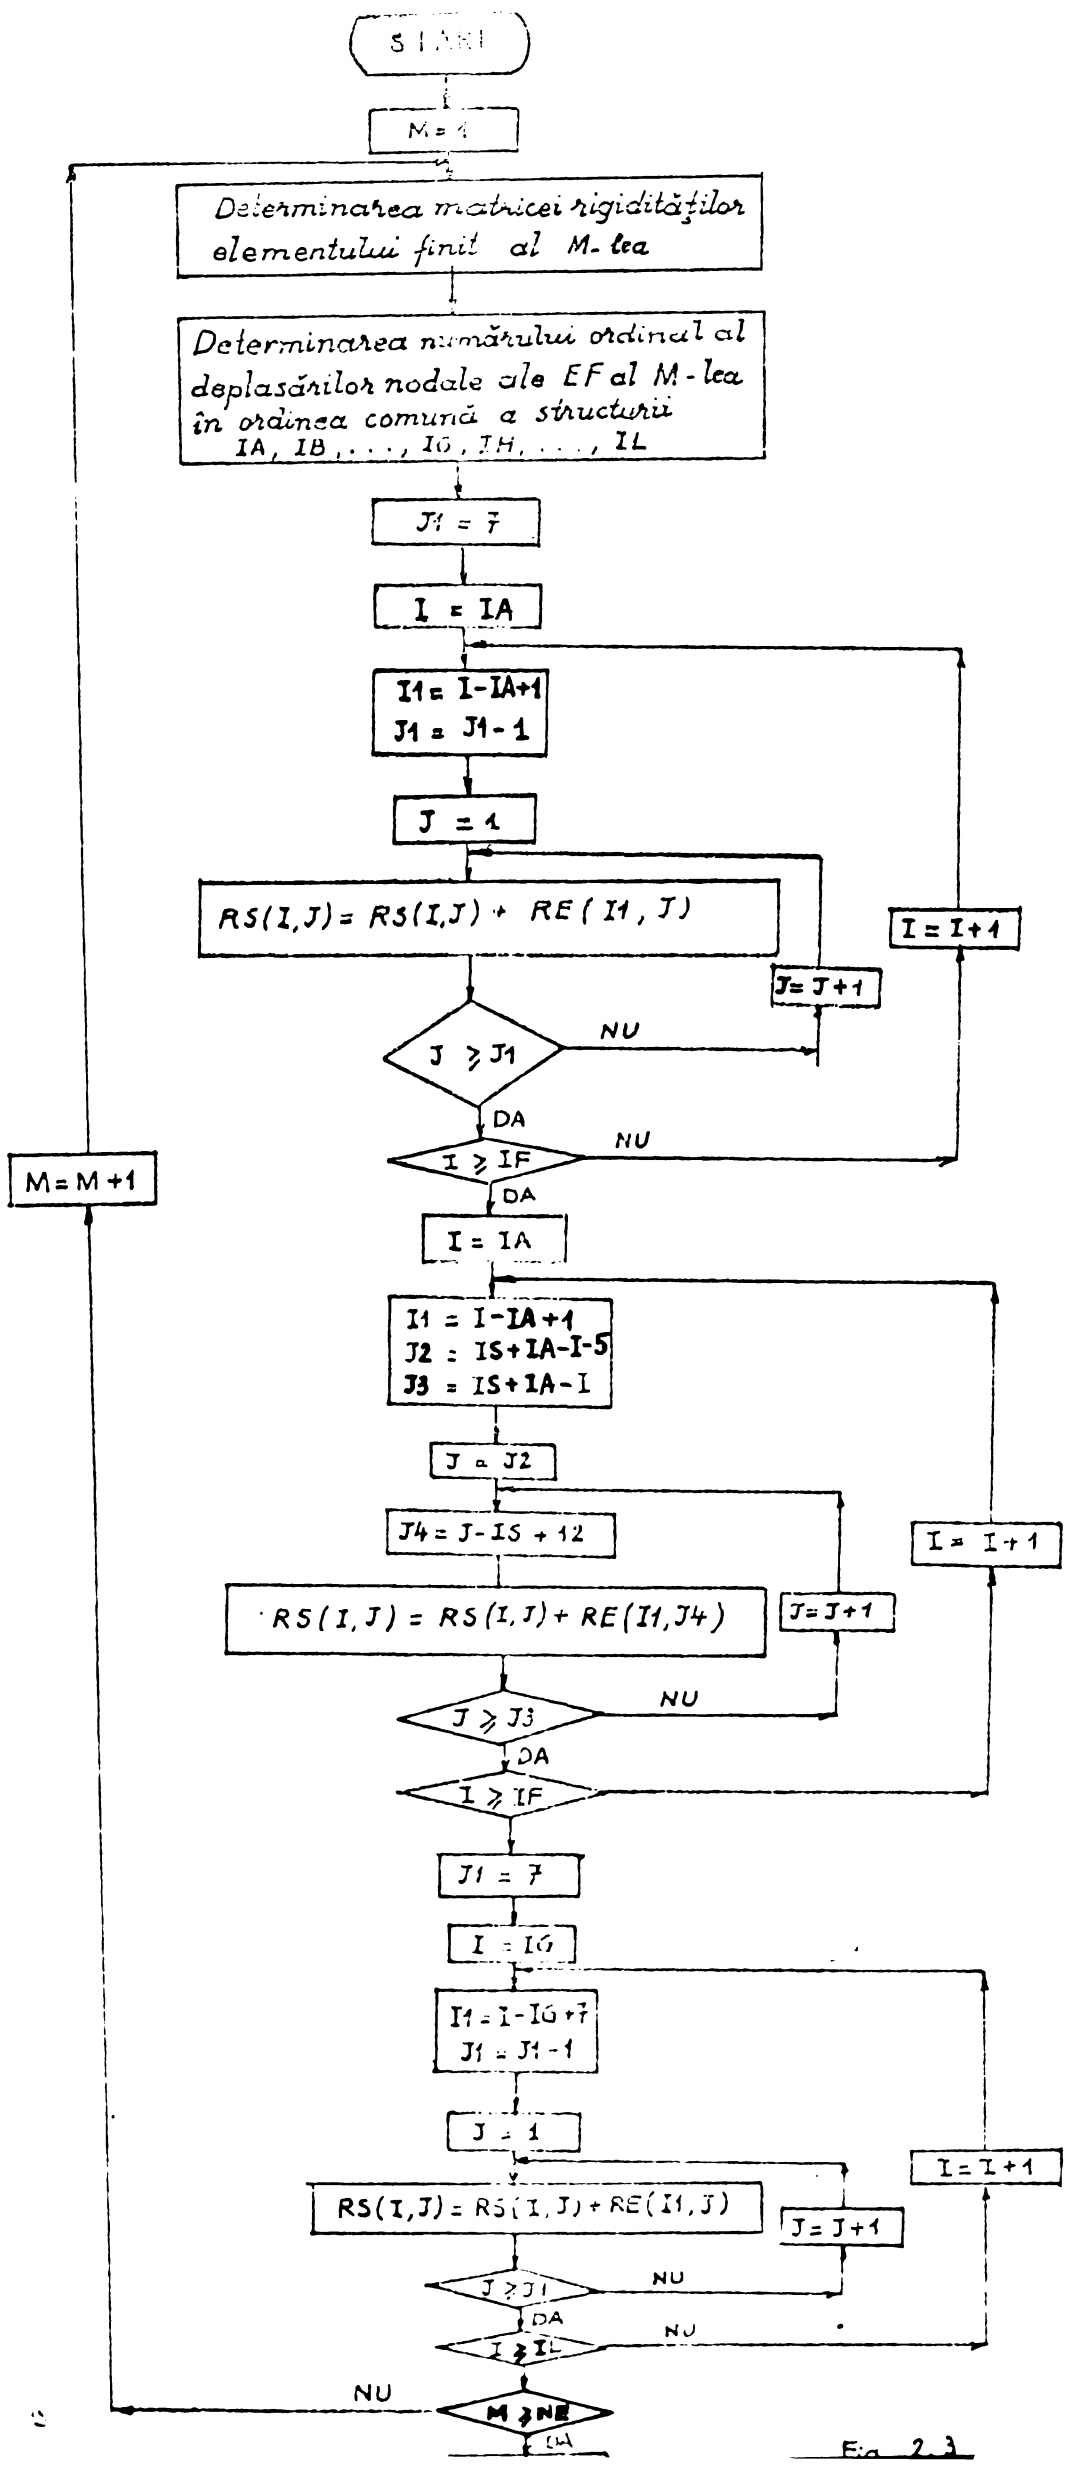 START
M = 1
Determinarea matricei rigidităţilor
elementului finit al M-lea
Determinarea numărului ordinal al
deplasărilor nodale ale EF al M-lea
în ordinea comună a structurii
IA, IB, . . . , IG, IH, . . . , IL
J1 = 7
I = IA
I1 = I-IA+1
J1 = J1-1
J = 1
RS(I,J) = RS(I,J) + RE(I1, J)
I = I+1
J = J+1
J ≥ J1
NU
DA
I ≥ IF
NU
DA
M = M+1
I = IA
I1 = I-IA+1
J2 = IS+IA-I-5
J3 = IS+IA-I
J = J2
J4 = J-IS+12
I = I+1
RS(I,J) = RS(I,J) + RE(I1,J4)
J = J+1
J ≥ J3
NU
DA
I ≥ IF
J1 = 7
I = IG
I1 = I-IG+7
J1 = J1-1
J = 1
I = I+1
RS(I,J) = RS(I,J) + RE(I1,J)
J = J+1
J ≥ J1
NU
DA
I ≥ IL
NU
M ≥ NE
NU
DA
Fig 2.3